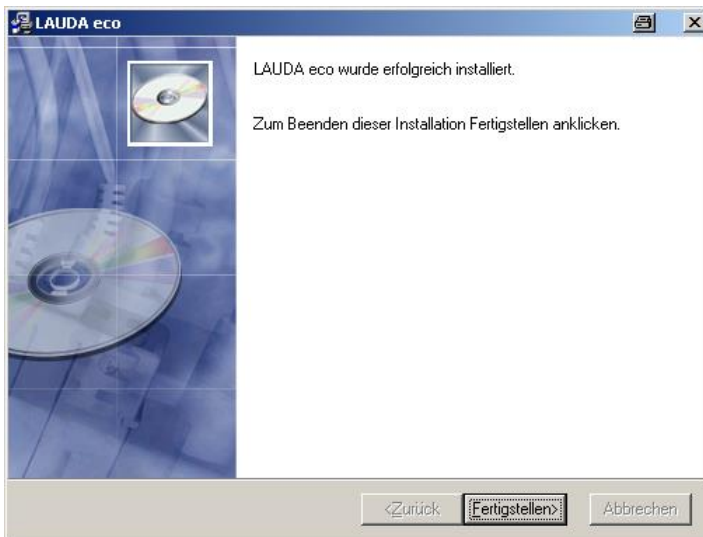 LAUDA eco
LAUDA eco wurde erfolgreich installiert.
Zum Beenden dieser Installation Fertigstellen anklicken.
<Zurück
Fertigstellen>
Abbrechen